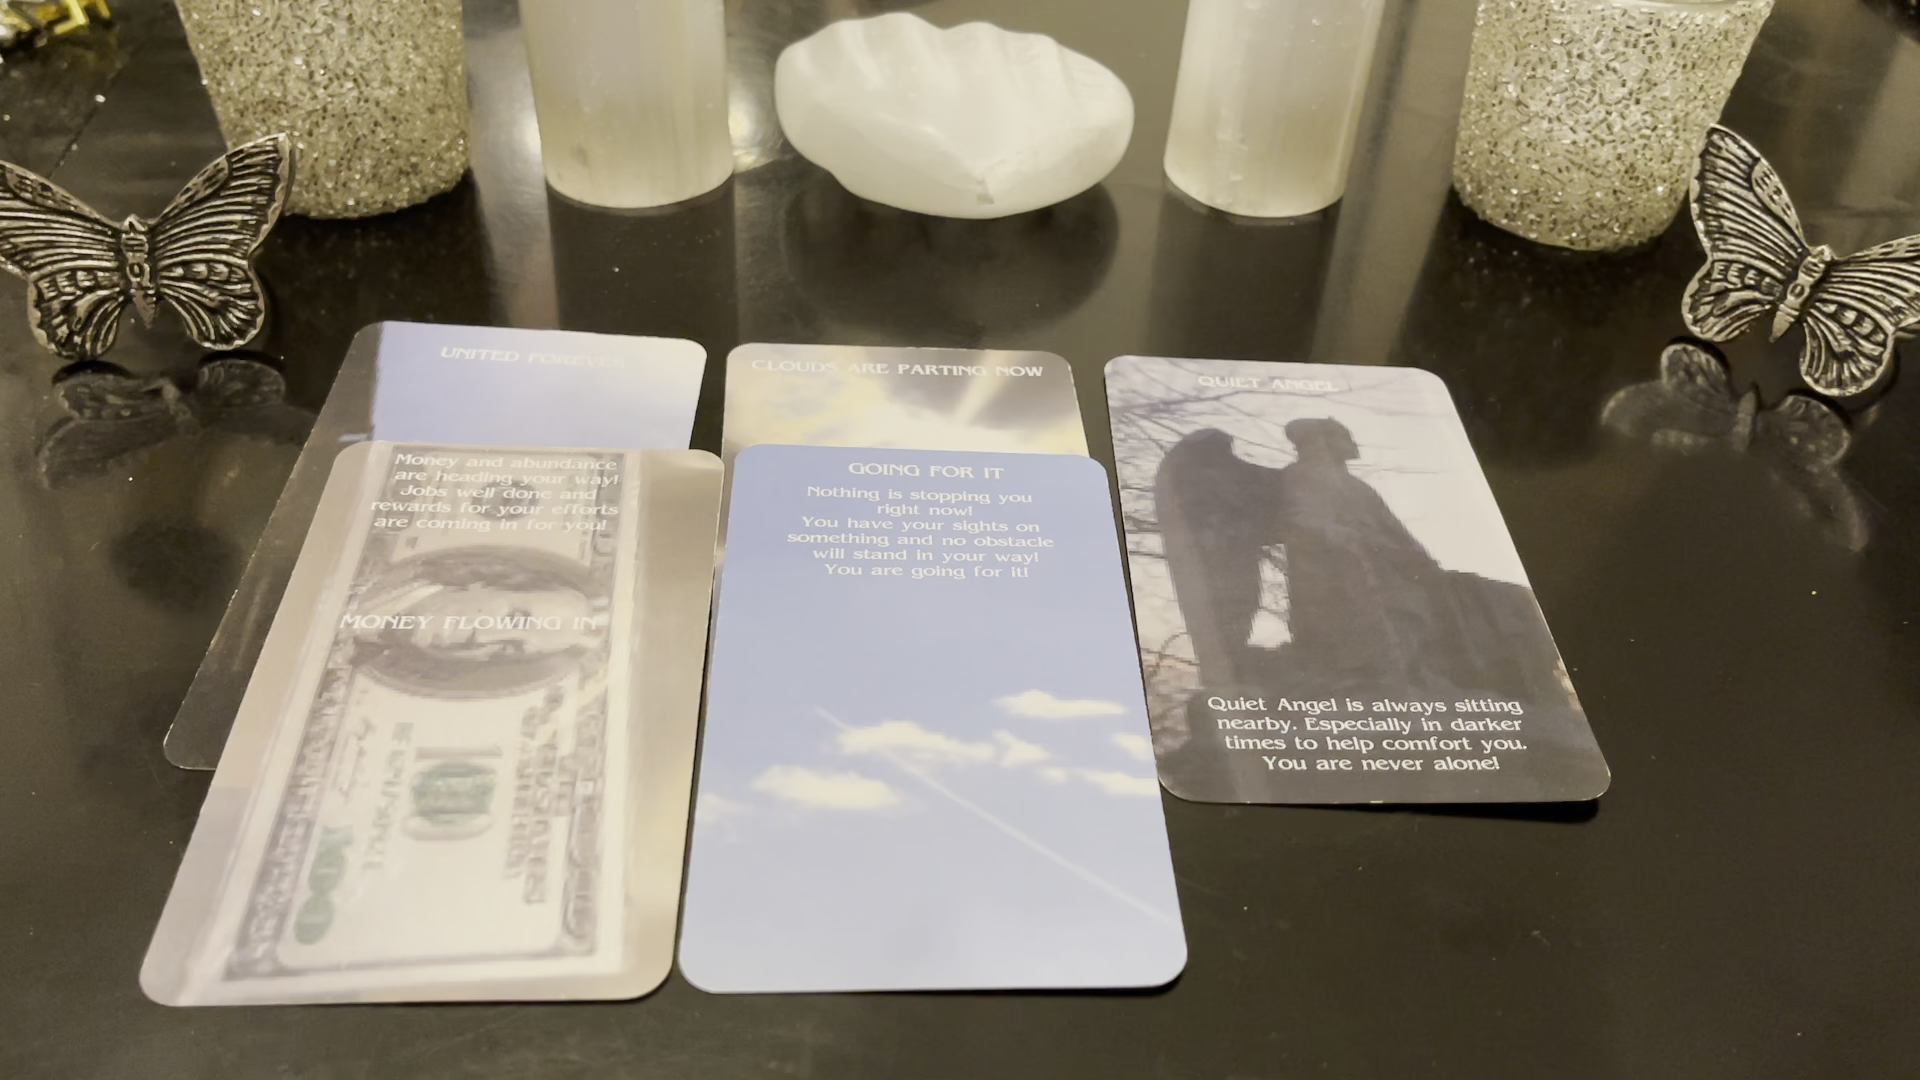 UNITED FOREVER
CLOUDS ARE PARTING NOW
QUIET ANGEL
Money and abundance
are heading your way!
Jobs well done and
rewards for your efforts
are coming in for you!
MONEY FLOWING IN
100
GOING FOR IT
Nothing is stopping you
right now!
You have your sights on
something and no obstacle
will stand in your way!
You are going for it!
Quiet Angel is always sitting
nearby. Especially in darker
times to help comfort you.
You are never alone!